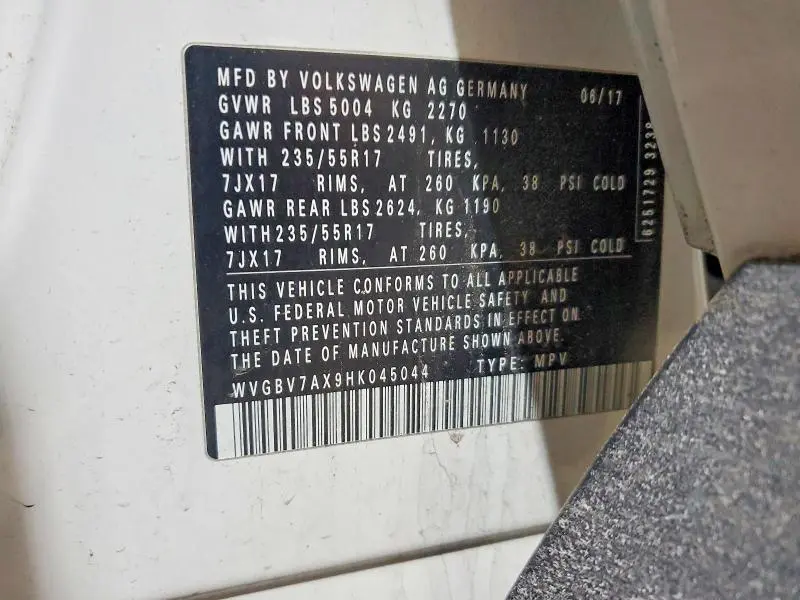 MFD BY VOLKSWAGEN AG GERMANY 06/17
GVWR LBS 5004 KG 2270
GAWR FRONT LBS 2491, KG 1130
WITH 235/55R17 TIRES,
7JX17 RIMS, AT 260 KPA, 38 PSI COLD
GAWR REAR LBS 2624, KG 1190
WITH 235/55R17 TIRES,
7JX17 RIMS, AT 260 KPA, 38 PSI COLD
THIS VEHICLE CONFORMS TO ALL APPLICABLE
U.S. FEDERAL MOTOR VEHICLE SAFETY AND
THEFT PREVENTION STANDARDS IN EFFECT ON
THE DATE OF MANUFACTURE SHOWN ABOVE.
WVGBV7AX9HK045044 TYPE: MPV
6251729